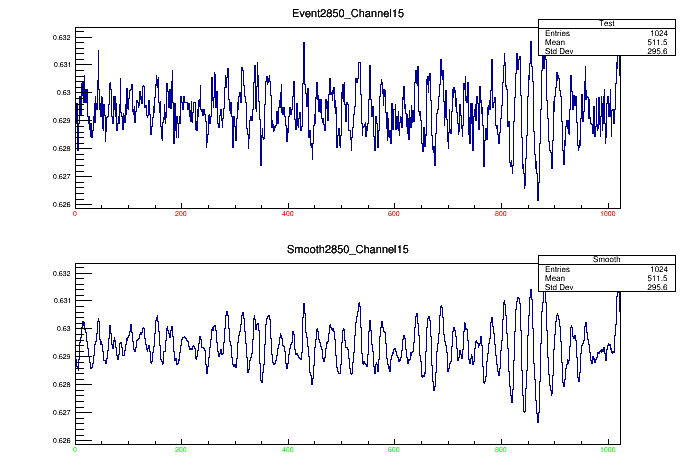 Event2850_Channel15
Test
Entries 1024
Mean 511.5
Std Dev 295.6
0.632
0.631
0.63
0.629
0.628
0.627
0.626
0 200 400 600 800 1000
Smooth2850_Channel15
Smooth
Entries 1024
Mean 511.5
Std Dev 295.6
0.632
0.631
0.63
0.629
0.628
0.627
0.626
0 200 400 600 800 1000